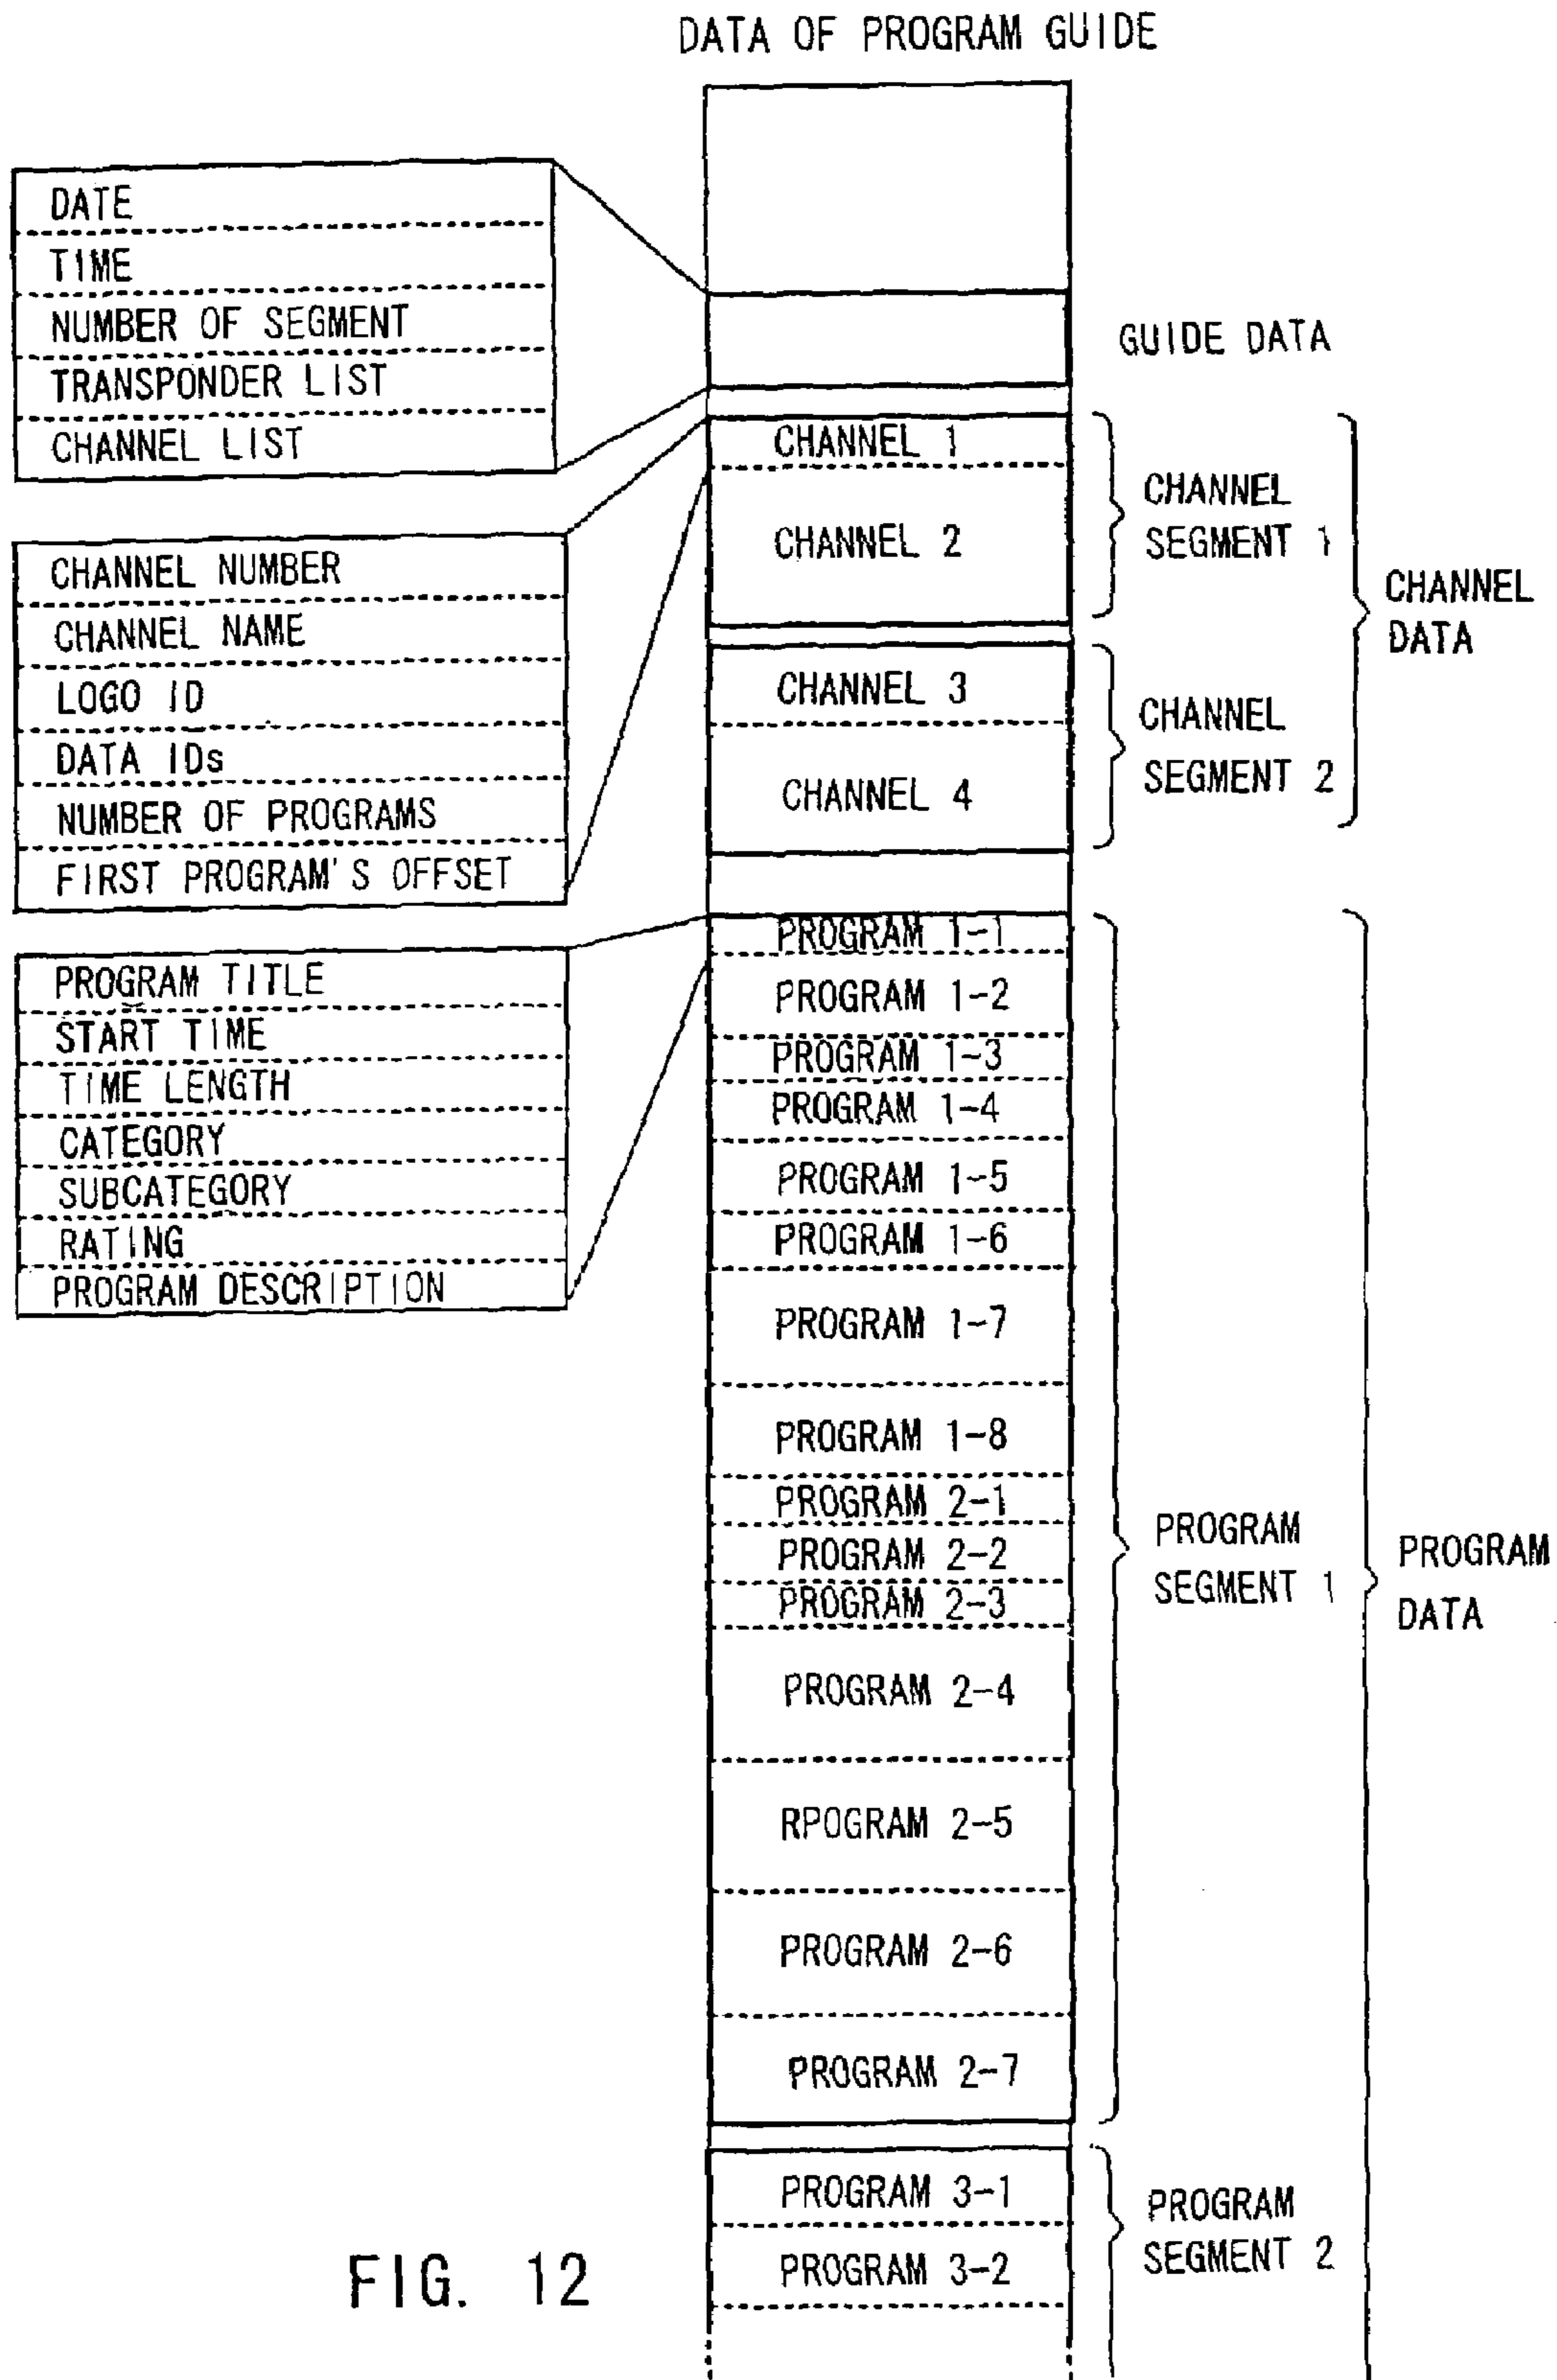 DATA OF PROGRAM GUIDE
DATE
TIME
NUMBER OF SEGMENT
TRANSPONDER LIST
CHANNEL LIST
GUIDE DATA
CHANNEL NUMBER
CHANNEL NAME
LOGO ID
DATA IDs
NUMBER OF PROGRAMS
FIRST PROGRAM'S OFFSET
CHANNEL 1
CHANNEL 2
CHANNEL
SEGMENT 1
CHANNEL 3
CHANNEL 4
CHANNEL
SEGMENT 2
CHANNEL
DATA
PROGRAM TITLE
START TIME
TIME LENGTH
CATEGORY
SUBCATEGORY
RATING
PROGRAM DESCRIPTION
PROGRAM 1-1
PROGRAM 1-2
PROGRAM 1-3
PROGRAM 1-4
PROGRAM 1-5
PROGRAM 1-6
PROGRAM 1-7
PROGRAM 1-8
PROGRAM 2-1
PROGRAM 2-2
PROGRAM 2-3
PROGRAM 2-4
RPOGRAM 2-5
PROGRAM 2-6
PROGRAM 2-7
PROGRAM
SEGMENT 1
PROGRAM
DATA
PROGRAM 3-1
PROGRAM 3-2
PROGRAM
SEGMENT 2
FIG. 12